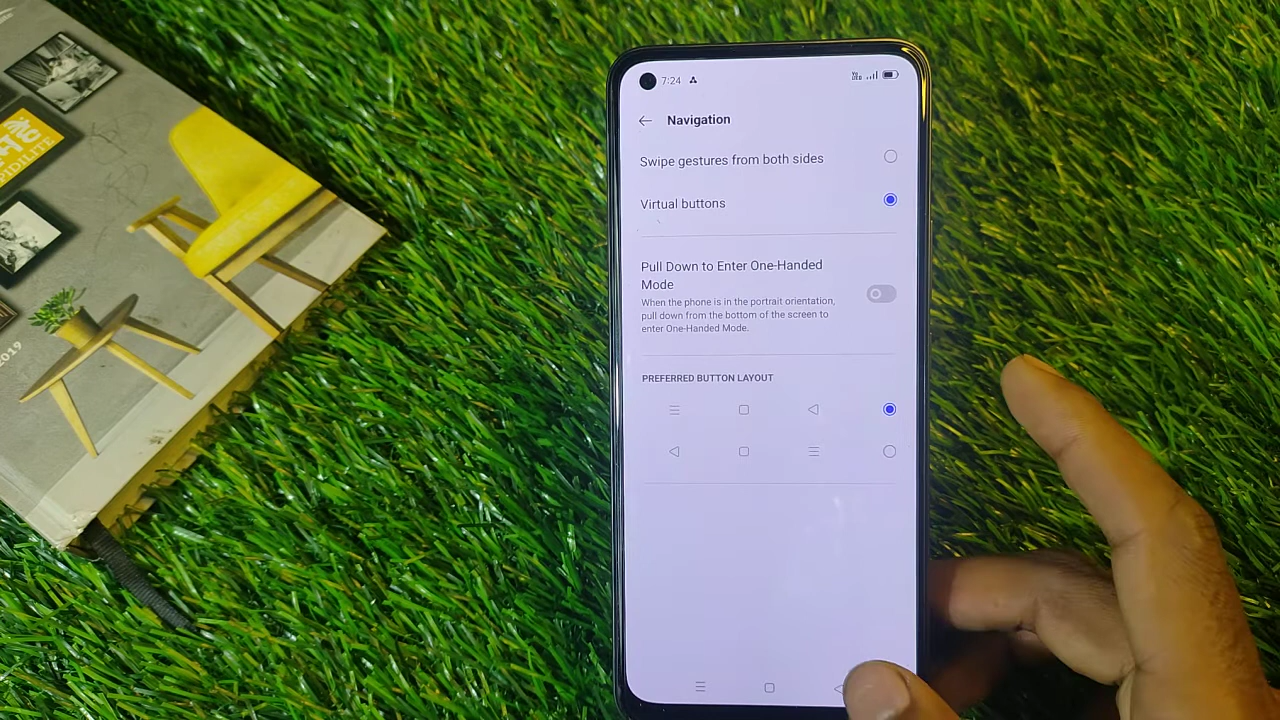 PIDILITE
2019
7:24
Navigation
Swipe gestures from both sides
Virtual buttons
Pull Down to Enter One-Handed
Mode
When the phone is in the portrait orientation,
pull down from the bottom of the screen to
enter One-Handed Mode.
PREFERRED BUTTON LAYOUT